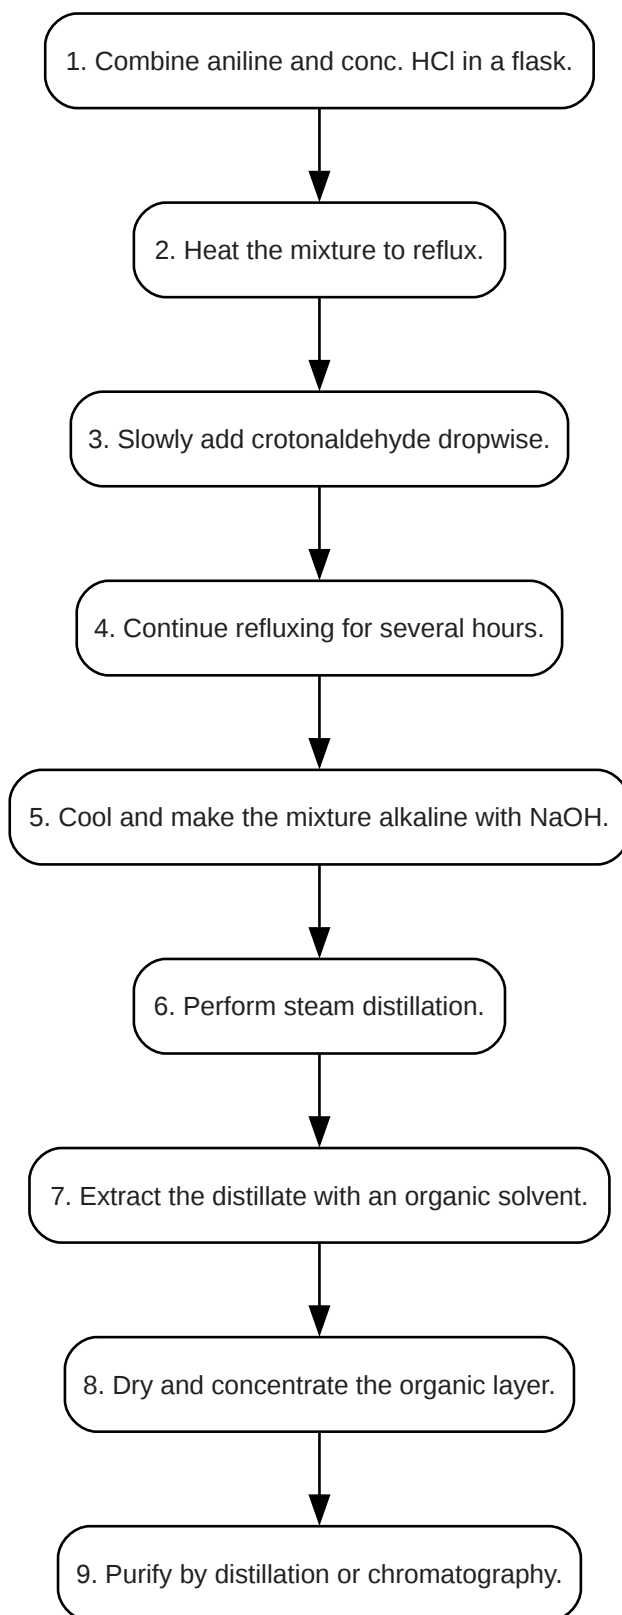 1. Combine aniline and conc. HCl in a flask.
2. Heat the mixture to reflux.
3. Slowly add crotonaldehyde dropwise.
4. Continue refluxing for several hours.
5. Cool and make the mixture alkaline with NaOH.
6. Perform steam distillation.
7. Extract the distillate with an organic solvent.
8. Dry and concentrate the organic layer.
9. Purify by distillation or chromatography.